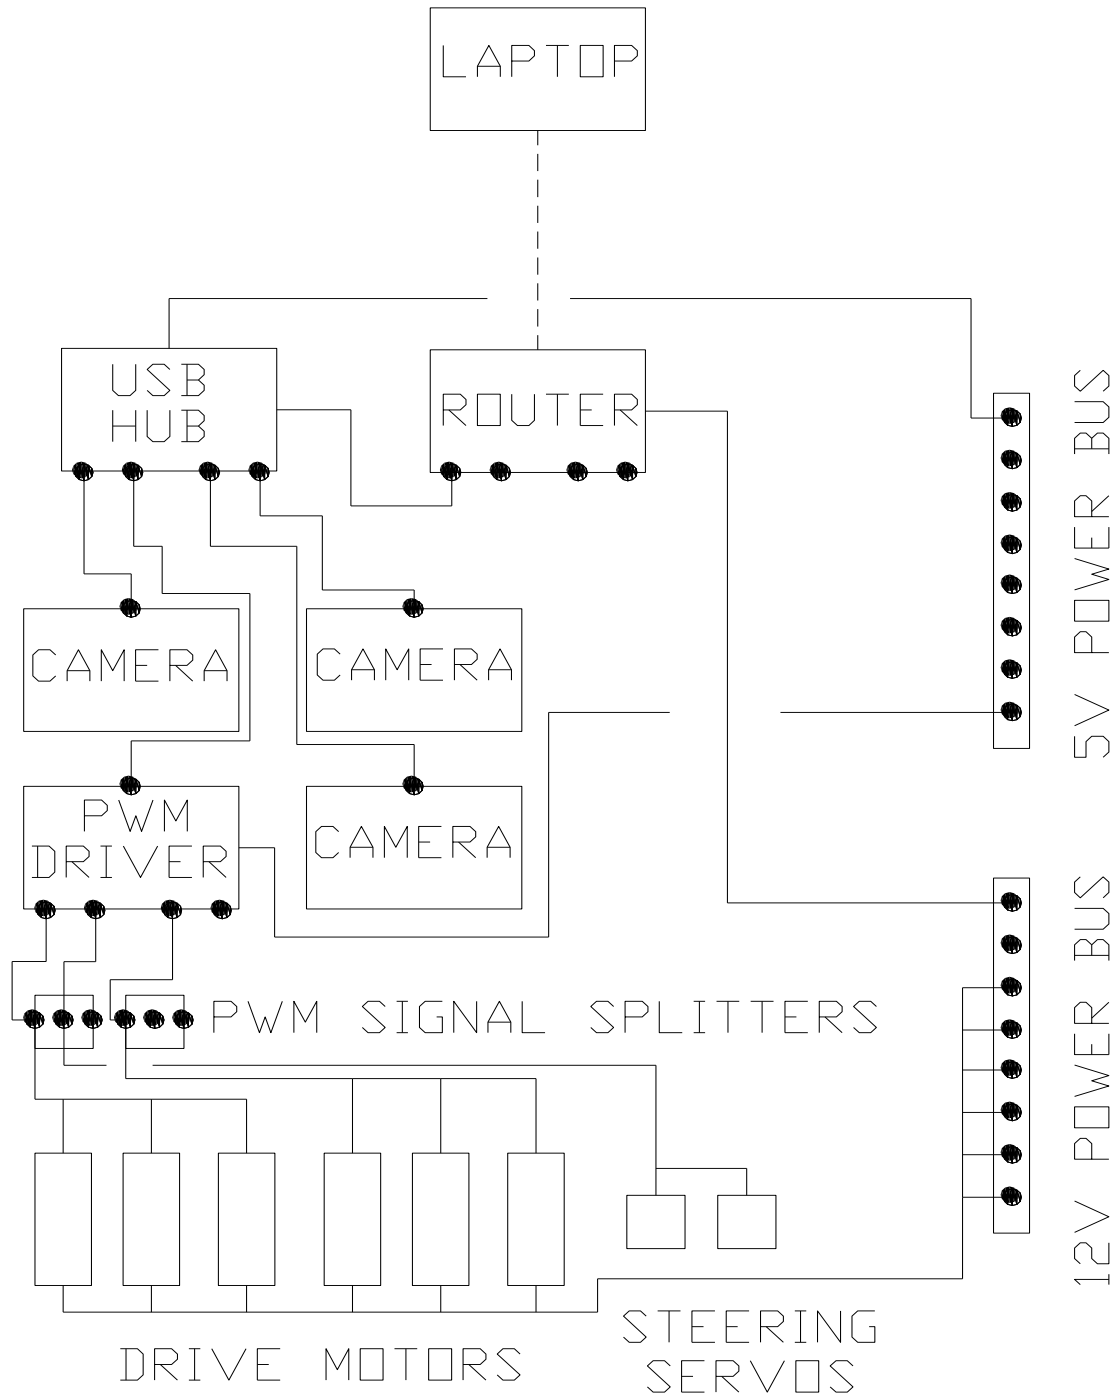 LAPTOP
USB
HUB
ROUTER
5V POWER BUS
CAMERA
CAMERA
PWM
DRIVER
CAMERA
12V POWER BUS
PWM SIGNAL SPLITTERS
STEERING
SERVOS
DRIVE MOTORS